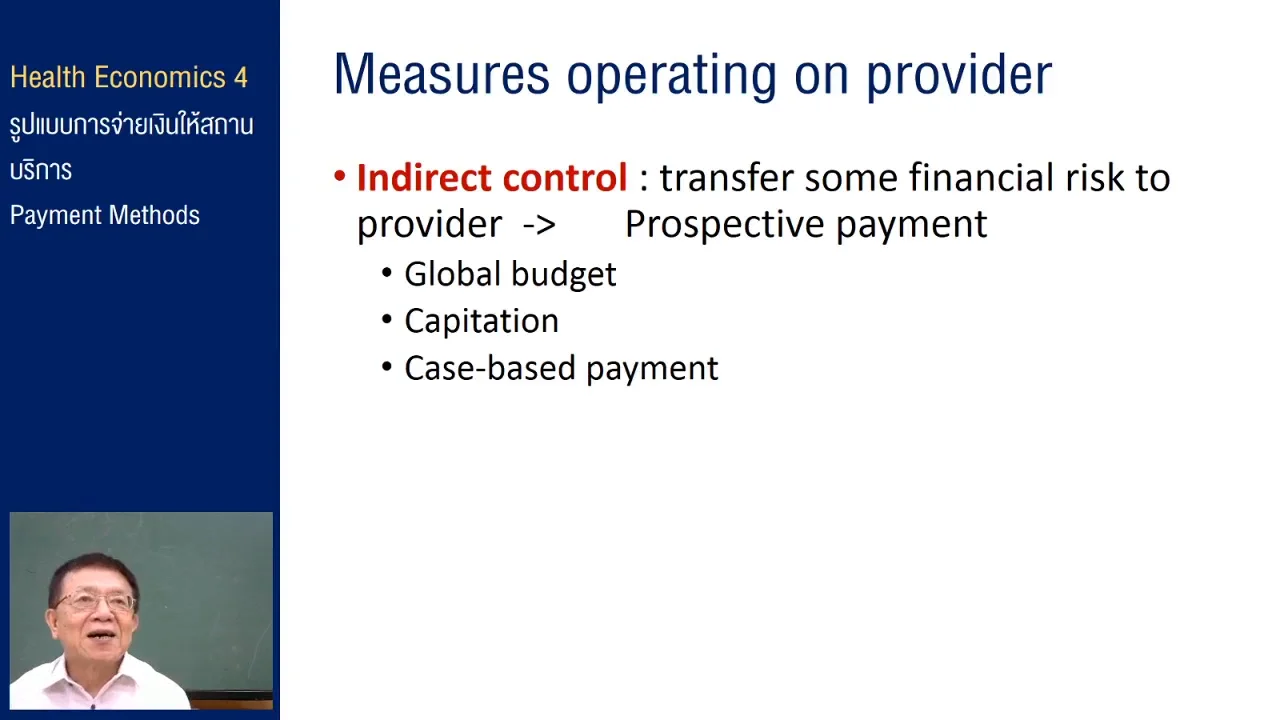 Health Economics 4
รูปแบบการจ่ายเงินให้สถาน
บริการ
Payment Methods
Measures operating on provider
• Indirect control : transfer some financial risk to
provider -> Prospective payment
• Global budget
• Capitation
• Case-based payment